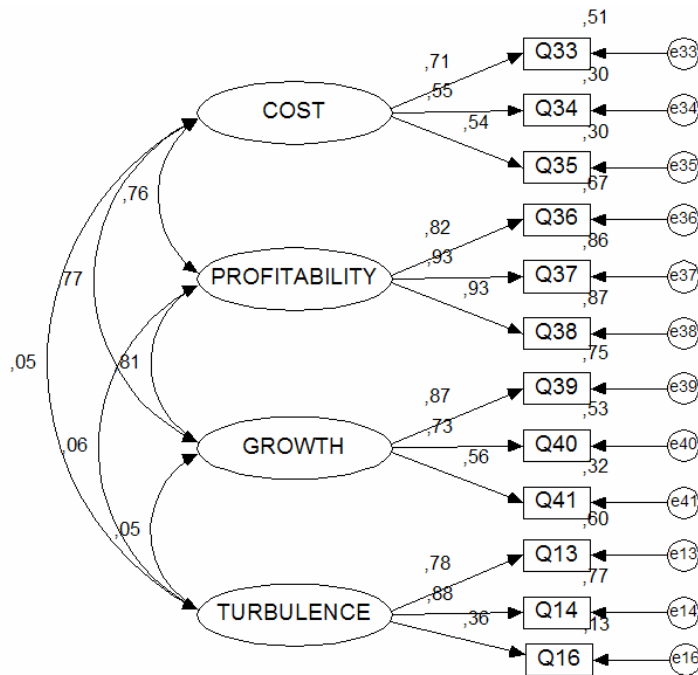 ,51
Q33
e33
,71
,30
,55
COST
Q34
e34
,54
,30
Q35
e35
,67
,76
Q36
e36
,82
,86
,93
PROFITABILITY
Q37
e37
,93
,87
,77
Q38
e38
,75
,05
,81
Q39
e39
,87
,53
,73
GROWTH
Q40
e40
,06
,56
,32
Q41
e41
,60
,05
Q13
e13
,78
,77
,88
TURBULENCE
Q14
e14
,36
,13
Q16
e16